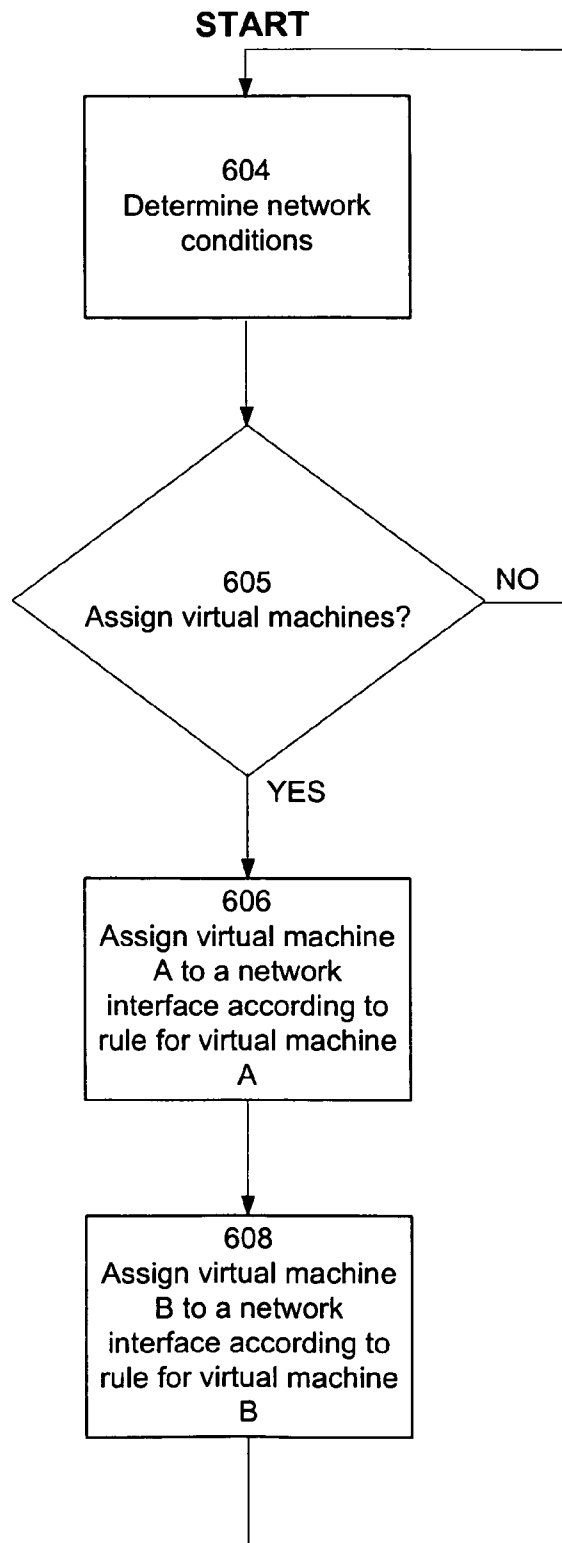 START
604
Determine network
conditions
605
Assign virtual machines?
NO
YES
606
Assign virtual machine
A to a network
interface according to
rule for virtual machine
A
608
Assign virtual machine
B to a network
interface according to
rule for virtual machine
B